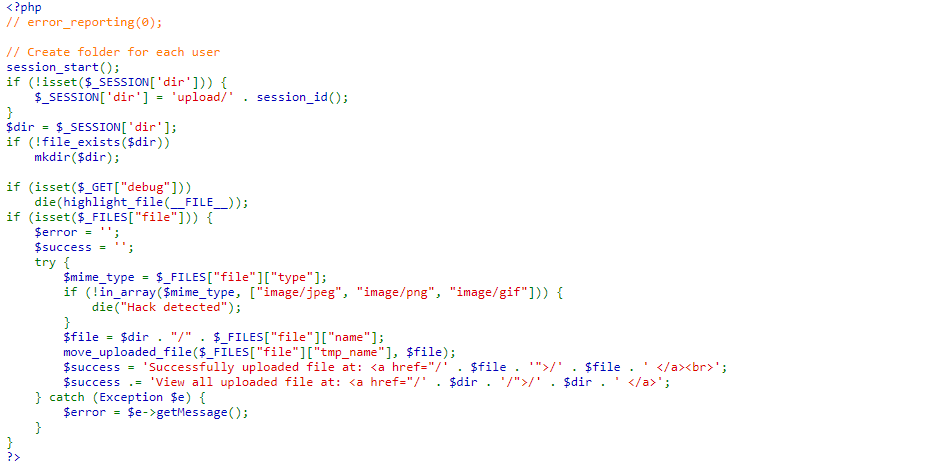 <?php
// error_reporting(0);

// Create folder for each user
session_start();
if (!isset($_SESSION['dir'])) {
    $_SESSION['dir'] = 'upload/' . session_id();
}
$dir = $_SESSION['dir'];
if (!file_exists($dir))
    mkdir($dir);

if (isset($_GET["debug"]))
    die(highlight_file(__FILE__));
if (isset($_FILES["file"])) {
    $error = '';
    $success = '';
    try {
        $mime_type = $_FILES["file"]["type"];
        if (!in_array($mime_type, ["image/jpeg", "image/png", "image/gif"])) {
            die("Hack detected");
        }
        $file = $dir . "/" . $_FILES["file"]["name"];
        move_uploaded_file($_FILES["file"]["tmp_name"], $file);
        $success = 'Successfully uploaded file at: <a href="/' . $file . '">/' . $file . ' </a><br>';
        $success .= 'View all uploaded file at: <a href="/' . $dir . '/">/' . $dir . ' </a>';
    } catch (Exception $e) {
        $error = $e->getMessage();
    }
}
?>